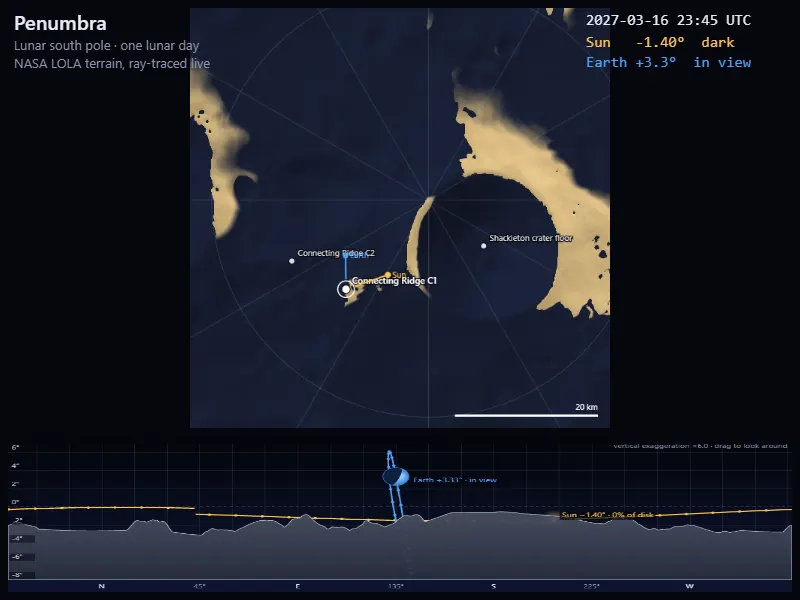 Penumbra
Lunar south pole · one lunar day
NASA LOLA terrain, ray-traced live
2027-03-16 23:45 UTC
Sun -1.40° dark
Earth +3.3° in view
Shackleton crater floor
Connecting Ridge C2
Sun
Connecting Ridge C1
20 km
vertical exaggeration ×6.0 · drag to look around
6°
4°
2°
0°
-2°
-4°
-6°
-8°
Earth +3.33° · in view
Sun −1.40° · 0% of disk
N
45°
E
135°
S
225°
W